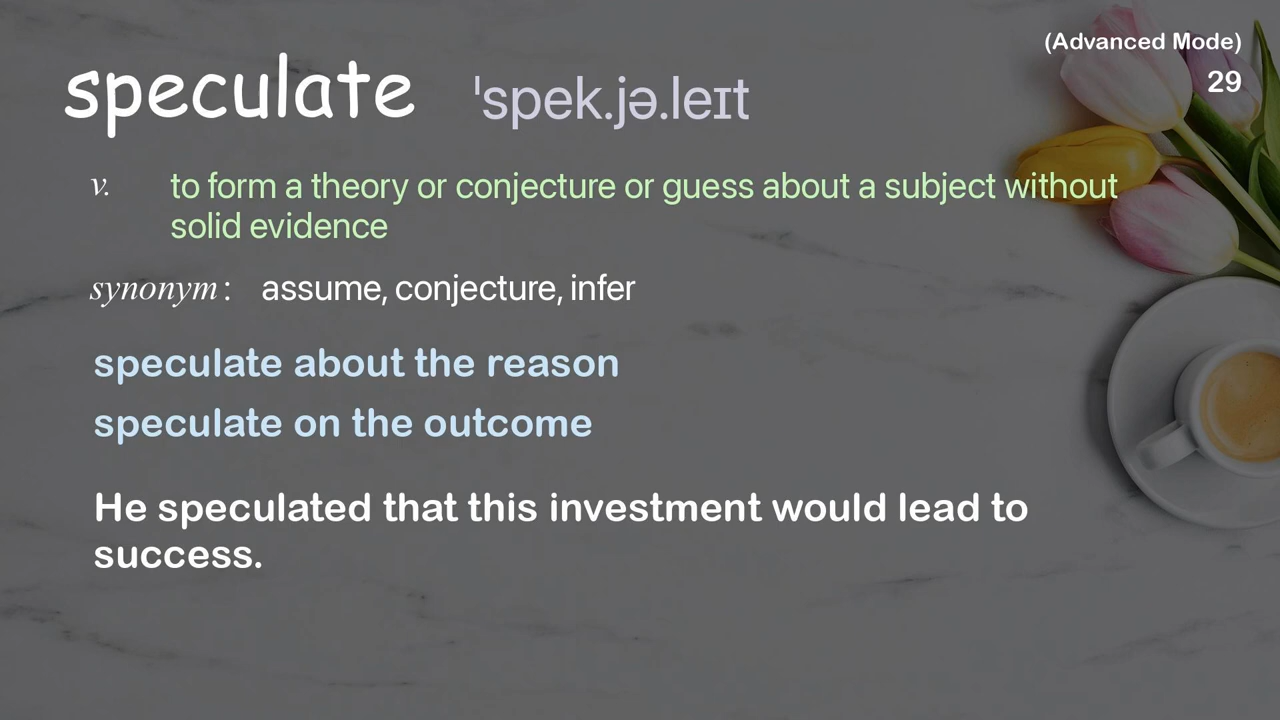 (Advanced Mode)
29
speculate ˈspek.jə.leɪt
v. to form a theory or conjecture or guess about a subject without
solid evidence
synonym : assume, conjecture, infer
speculate about the reason
speculate on the outcome
He speculated that this investment would lead to
success.